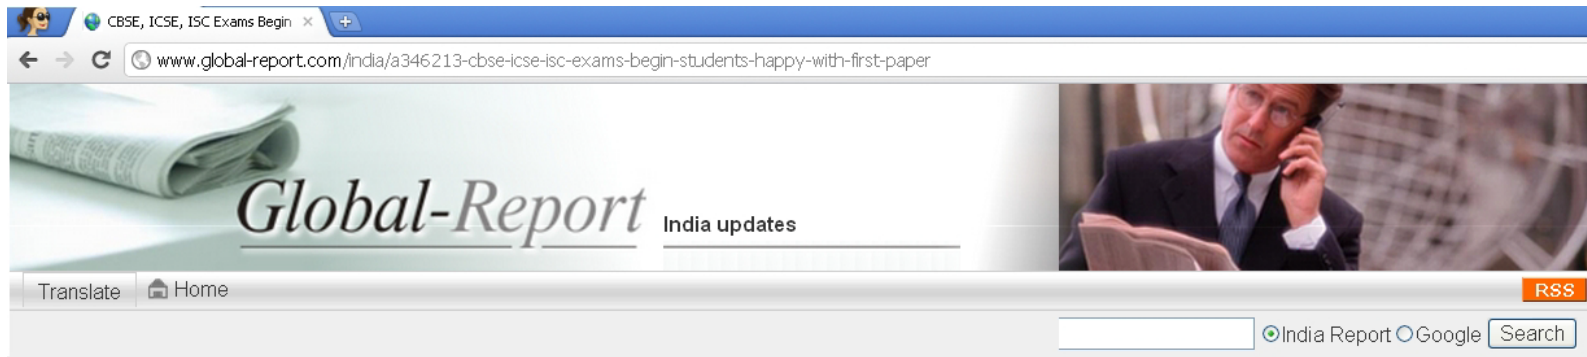 CBSE, ICSE, ISC Exams Begin
www.global-report.com/india/a346213-cbse-icse-isc-exams-begin-students-happy-with-first-paper
Global-Report India updates
Translate Home RSS
India Report Google Search